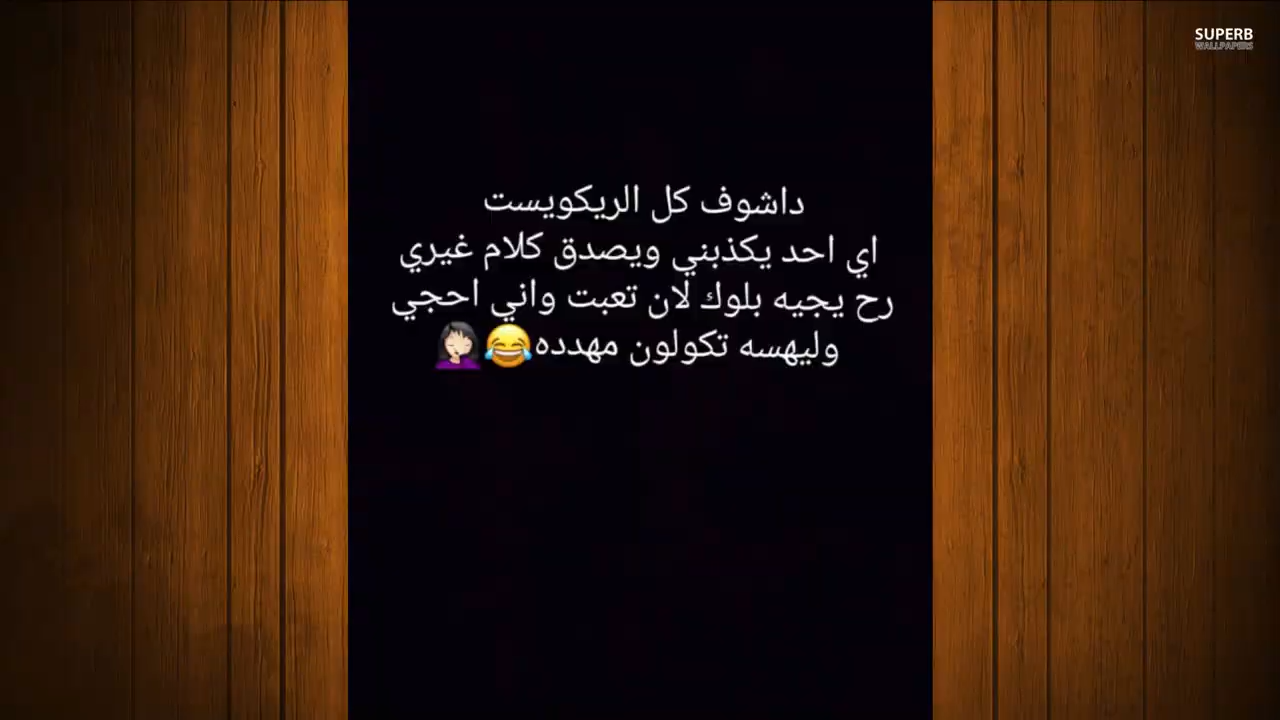 داشوف كل الريكويست
اي احد يكذبني ويصدق كلام غيري
رح يجيه بلوك لان تعبت واني احجي
وليهسه تكولون مهدده😂🤦🏻‍♀️
SUPERB
WALLPAPERS